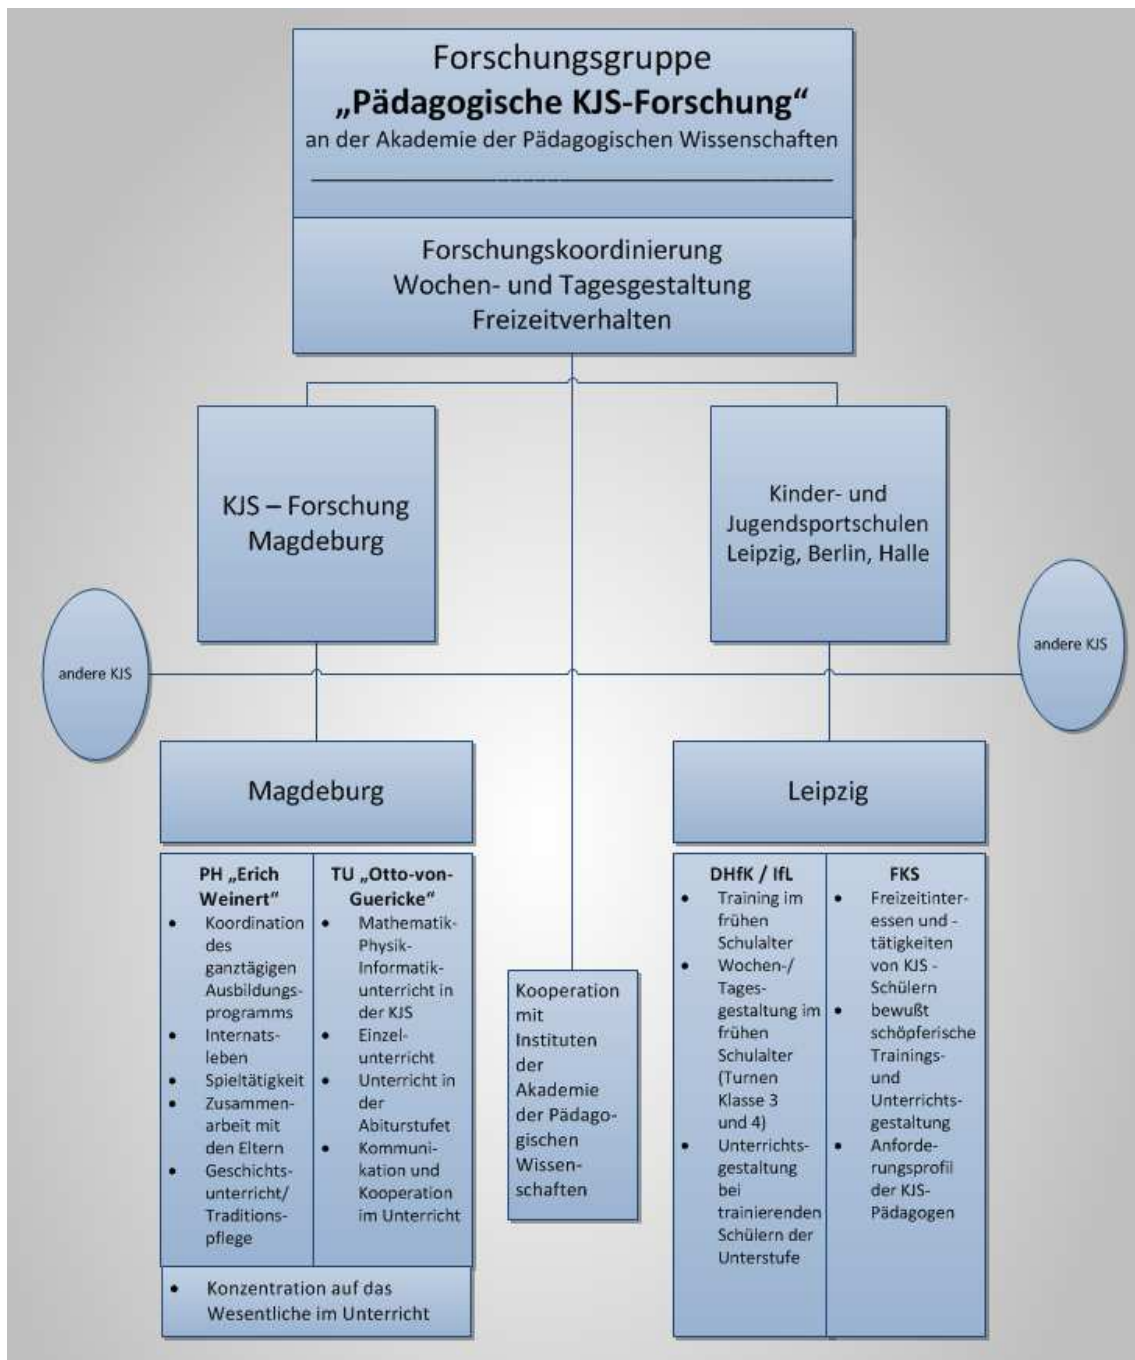 Forschungsgruppe
„Pädagogische KJS-Forschung“
an der Akademie der Pädagogischen Wissenschaften
Forschungskoordinierung
Wochen- und Tagesgestaltung
Freizeitverhalten
KJS – Forschung
Magdeburg
Kinder- und
Jugendsportschulen
Leipzig, Berlin, Halle
andere KJS
andere KJS
Magdeburg
Leipzig
PH „Erich
Weinert“
• Koordination
des
ganztägigen
Ausbildungs-
programms
• Internats-
leben
• Spieltätigkeit
• Zusammen-
arbeit mit
den Eltern
• Geschichts-
unterricht/
Traditions-
pflege
TU „Otto-von-
Guericke“
• Mathematik-
Physik-
Informatik-
unterricht in
der KJS
• Einzel-
unterricht
• Unterricht in
der
Abiturstufet
• Kommuni-
kation und
Kooperation
im Unterricht
• Konzentration auf das
Wesentliche im Unterricht
Kooperation
mit
Instituten
der
Akademie
der Pädago-
gischen
Wissen-
schaften
DHfK / IfL
• Training im
frühen
Schulalter
• Wochen-/
Tages-
gestaltung im
frühen
Schulalter
(Turnen
Klasse 3
und 4)
• Unterrichts-
gestaltung
bei
trainierenden
Schülern der
Unterstufe
FKS
• Freizeitinter-
essen und -
tätigkeiten
von KJS -
Schülern
• bewußt
schöpferische
Trainings-
und
Unterrichts-
gestaltung
• Anforde-
rungsprofil
der KJS-
Pädagogen